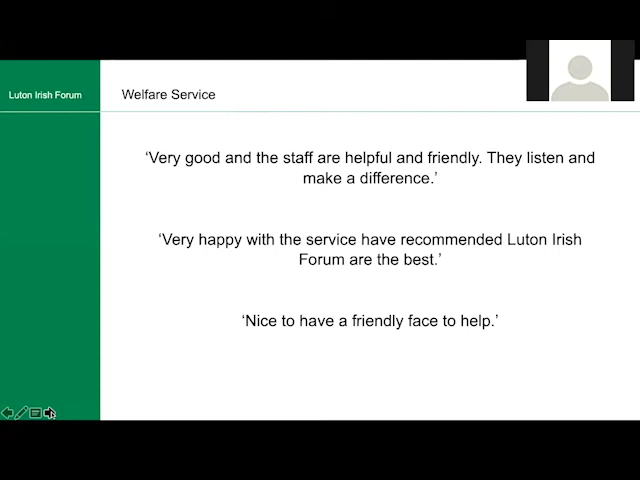 Luton Irish Forum
Welfare Service
‘Very good and the staff are helpful and friendly. They listen and
make a difference.’
‘Very happy with the service have recommended Luton Irish
Forum are the best.’
‘Nice to have a friendly face to help.’